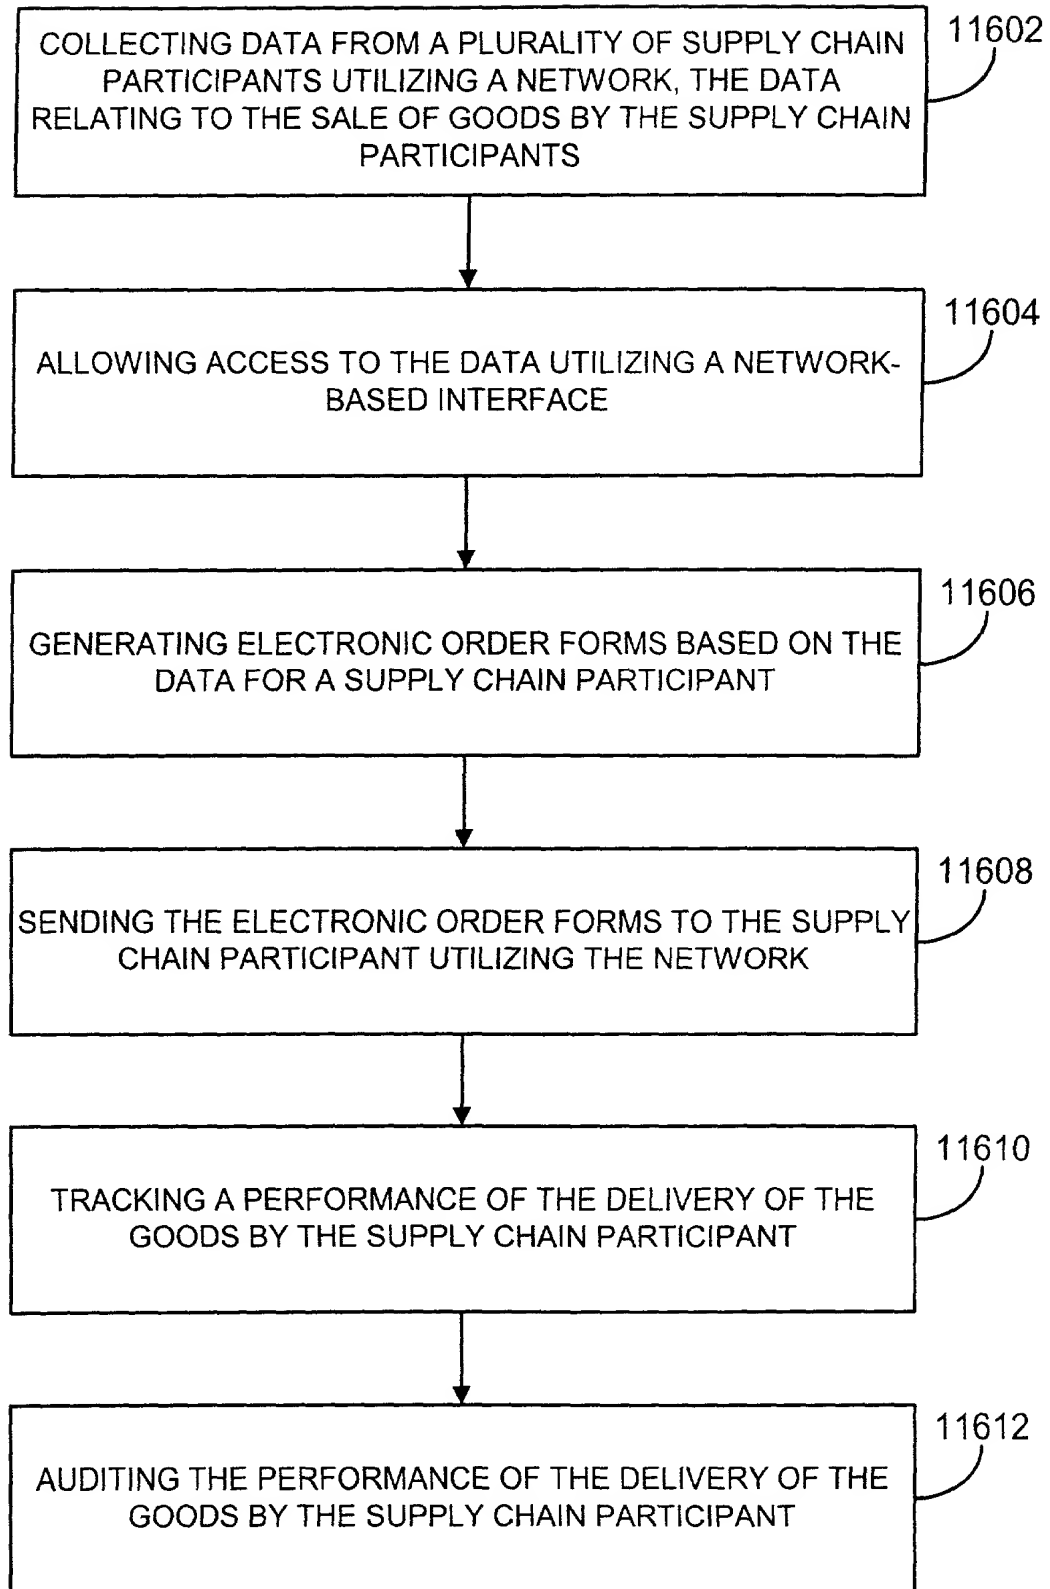 11602
COLLECTING DATA FROM A PLURALITY OF SUPPLY CHAIN
PARTICIPANTS UTILIZING A NETWORK, THE DATA
RELATING TO THE SALE OF GOODS BY THE SUPPLY CHAIN
PARTICIPANTS
11604
ALLOWING ACCESS TO THE DATA UTILIZING A NETWORK-
BASED INTERFACE
11606
GENERATING ELECTRONIC ORDER FORMS BASED ON THE
DATA FOR A SUPPLY CHAIN PARTICIPANT
11608
SENDING THE ELECTRONIC ORDER FORMS TO THE SUPPLY
CHAIN PARTICIPANT UTILIZING THE NETWORK
11610
TRACKING A PERFORMANCE OF THE DELIVERY OF THE
GOODS BY THE SUPPLY CHAIN PARTICIPANT
11612
AUDITING THE PERFORMANCE OF THE DELIVERY OF THE
GOODS BY THE SUPPLY CHAIN PARTICIPANT